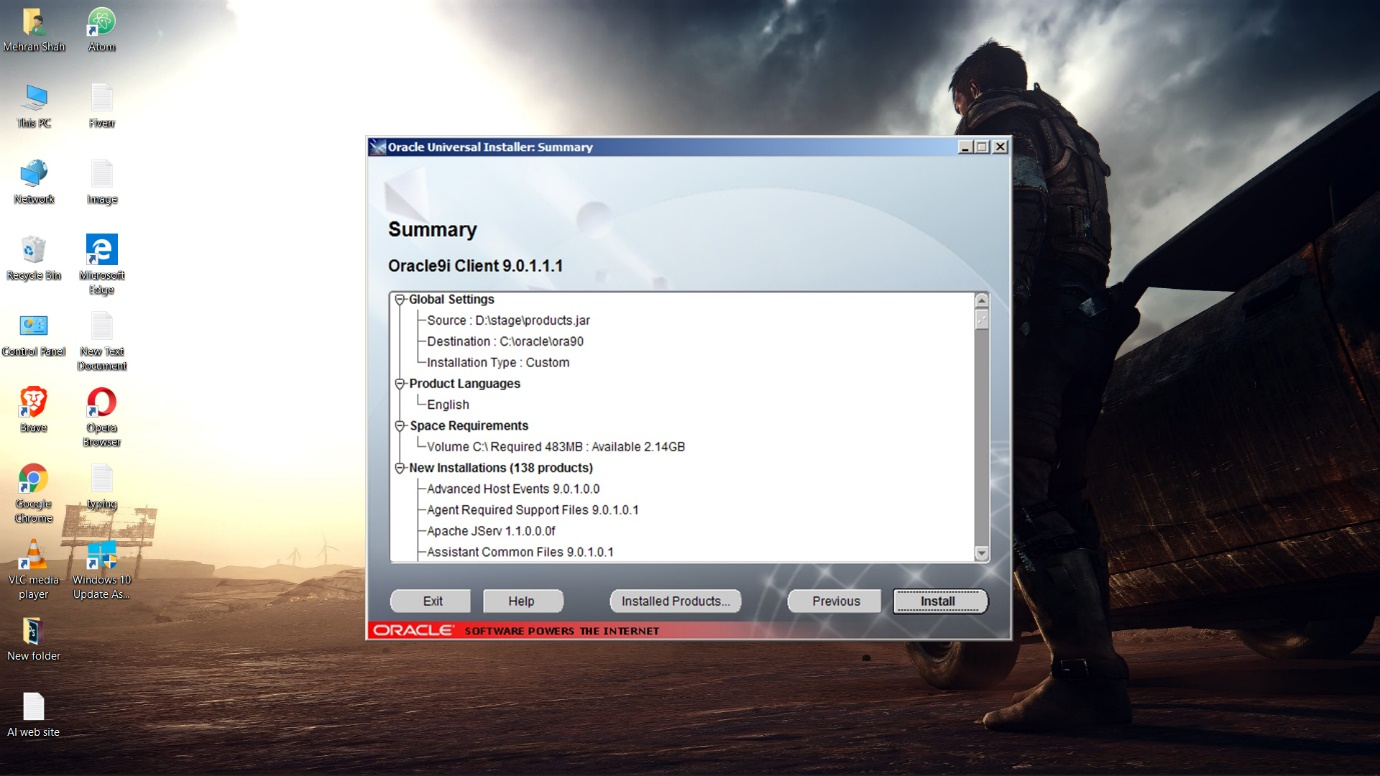 Mehran Shah
Atom
This PC
Fiverr
Network
Image
Recycle Bin
Microsoft
Edge
Control Panel
New Text
Document
Brave
Opera
Browser
Google
Chrome
typing
VLC media
player
Windows 10
Update As...
New folder
AI web site
Oracle Universal Installer: Summary
Summary
Oracle9i Client 9.0.1.1.1
Global Settings
Source : D:\stage\products.jar
Destination : C:\oracle\ora90
Installation Type : Custom
Product Languages
English
Space Requirements
Volume C:\ Required 483MB : Available 2.14GB
New Installations (138 products)
Advanced Host Events 9.0.1.0.0
Agent Required Support Files 9.0.1.0.1
Apache JServ 1.1.0.0.0f
Assistant Common Files 9.0.1.0.1
Exit
Help
Installed Products...
Previous
Install
ORACLE SOFTWARE POWERS THE INTERNET